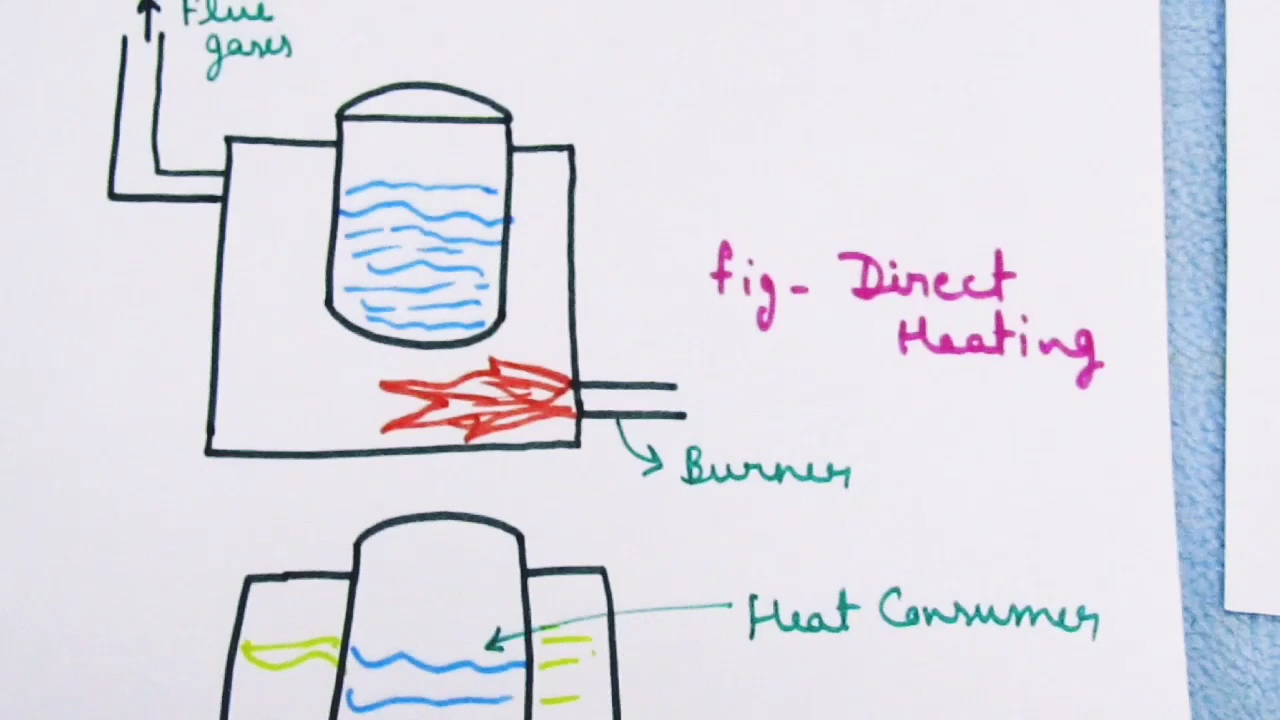 Flue
gases
fig- Direct
Heating
Burner
Heat Consumer